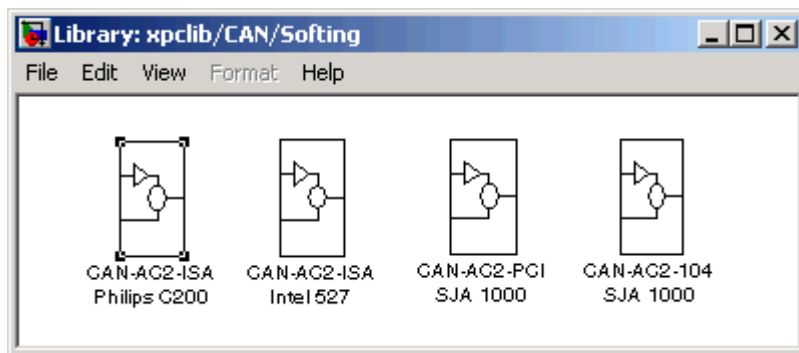 Library: xpclib/CAN/Softing
File Edit View Format Help
CAN-AC2-ISA CAN-AC2-ISA CAN-AC2-PCI CAN-AC2-104
Philips C200 Intel 527 SJA 1000 SJA 1000